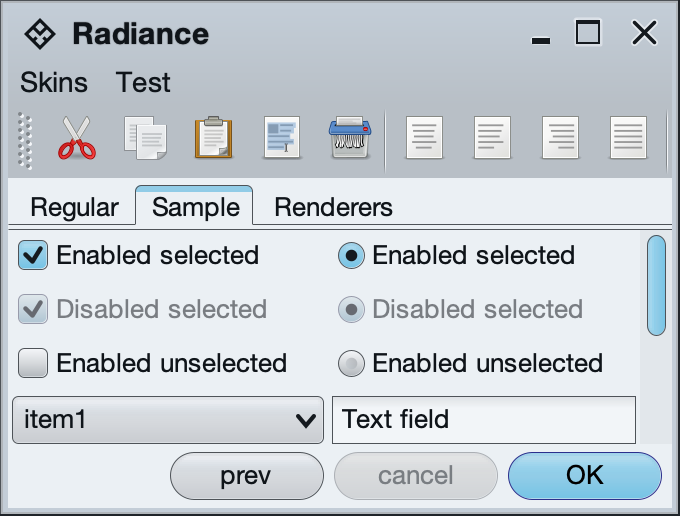 Radiance
Skins Test
Regular Sample Renderers
Enabled selected Enabled selected
Disabled selected Disabled selected
Enabled unselected Enabled unselected
item1 Text field
prev cancel OK